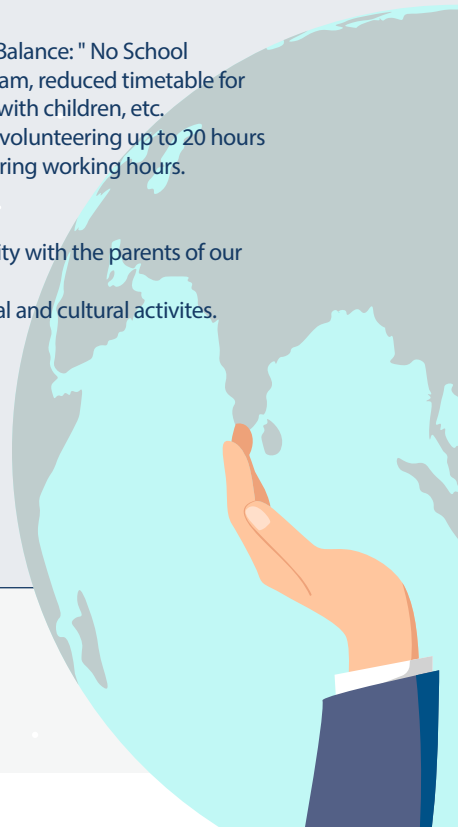 Balance: " No School
am, reduced timetable for
with children, etc.
volunteering up to 20 hours
ring working hours.
ity with the parents of our
al and cultural activites.